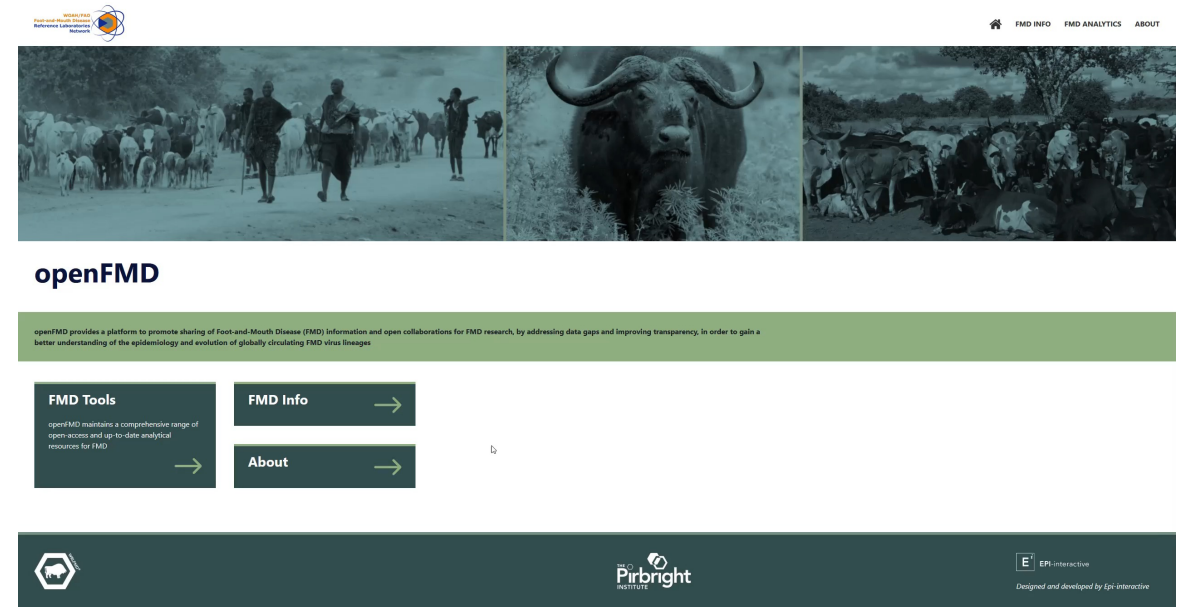 WOAH/FAO
Foot-and-Mouth Disease
Reference Laboratories
Network
FMD INFO FMD ANALYTICS ABOUT
openFMD
openFMD provides a platform to promote sharing of Foot-and-Mouth Disease (FMD) information and open collaborations for FMD research, by addressing data gaps and improving transparency, in order to gain a
better understanding of the epidemiology and evolution of globally circulating FMD virus lineages
FMD Tools
openFMD maintains a comprehensive range of
open-access and up-to-date analytical
resources for FMD
FMD Info
About
THE
Pirbright
INSTITUTE
E EPI-interactive
Designed and developed by Epi-interactive